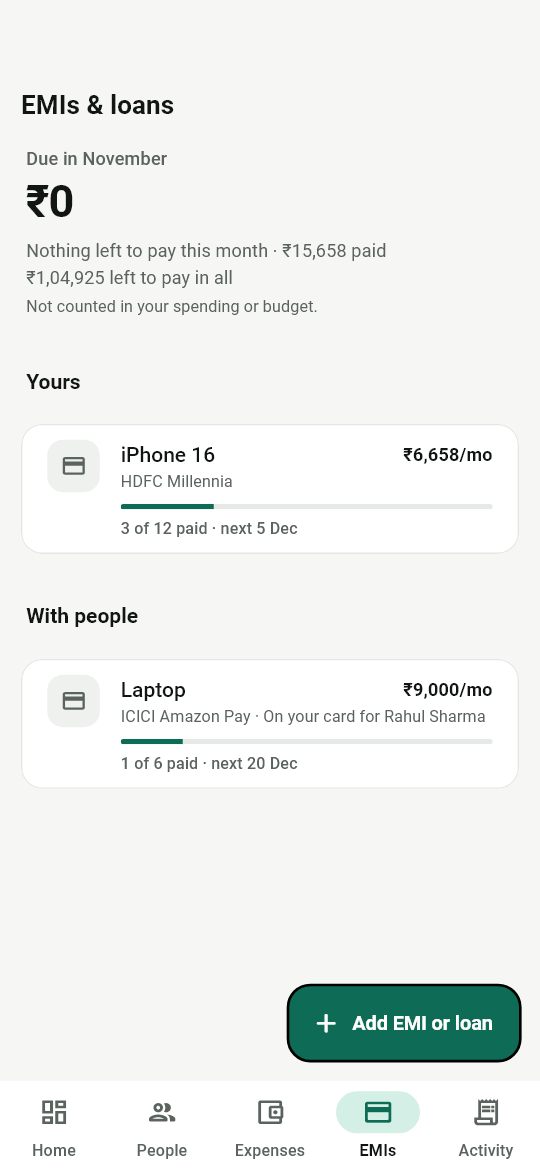 EMIs & loans
Due in November
₹0
Nothing left to pay this month · ₹15,658 paid
₹1,04,925 left to pay in all
Not counted in your spending or budget.
Yours
iPhone 16 ₹6,658/mo
HDFC Millennia
3 of 12 paid · next 5 Dec
With people
Laptop ₹9,000/mo
ICICI Amazon Pay · On your card for Rahul Sharma
1 of 6 paid · next 20 Dec
Add EMI or loan
Home People Expenses EMIs Activity